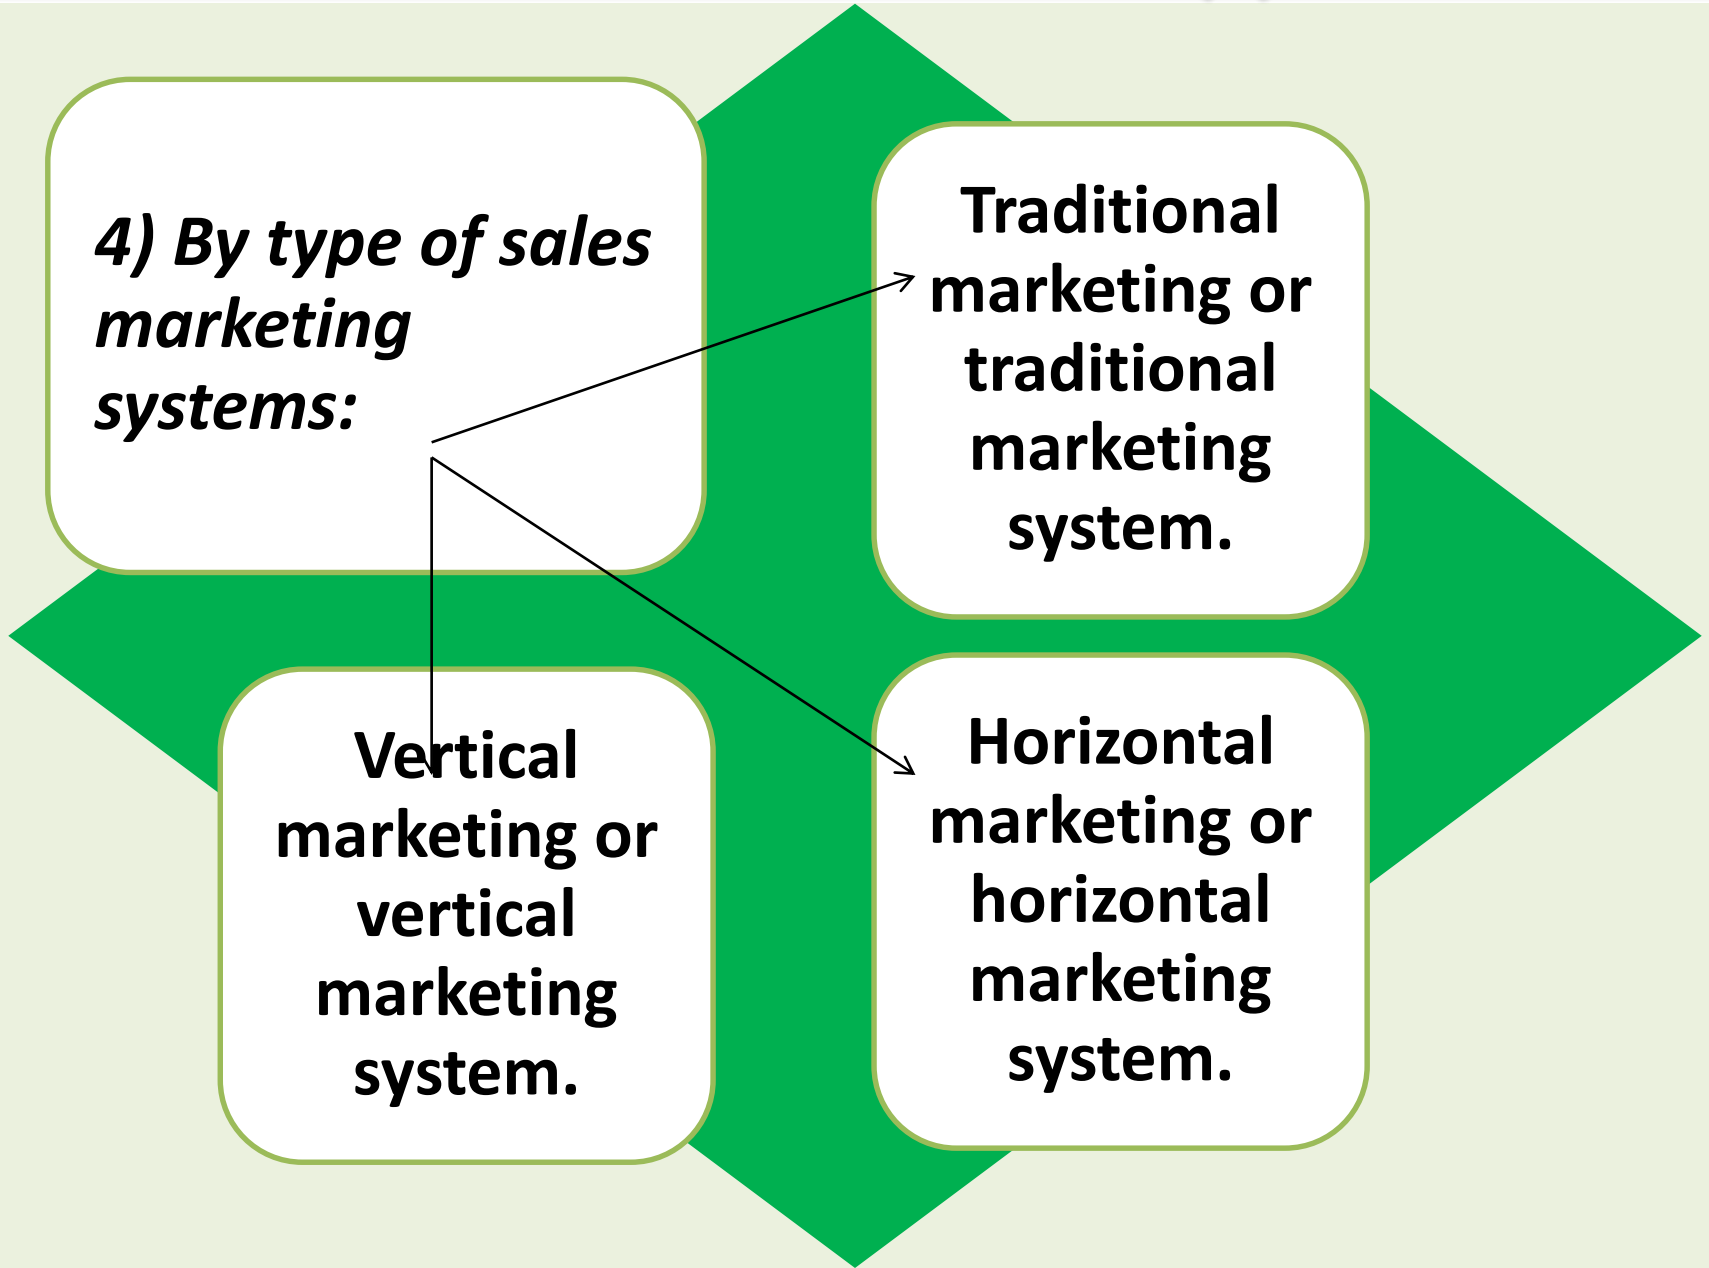 4) By type of sales
marketing
systems:
Traditional
marketing or
traditional
marketing
system.
Vertical
marketing or
vertical
marketing
system.
Horizontal
marketing or
horizontal
marketing
system.